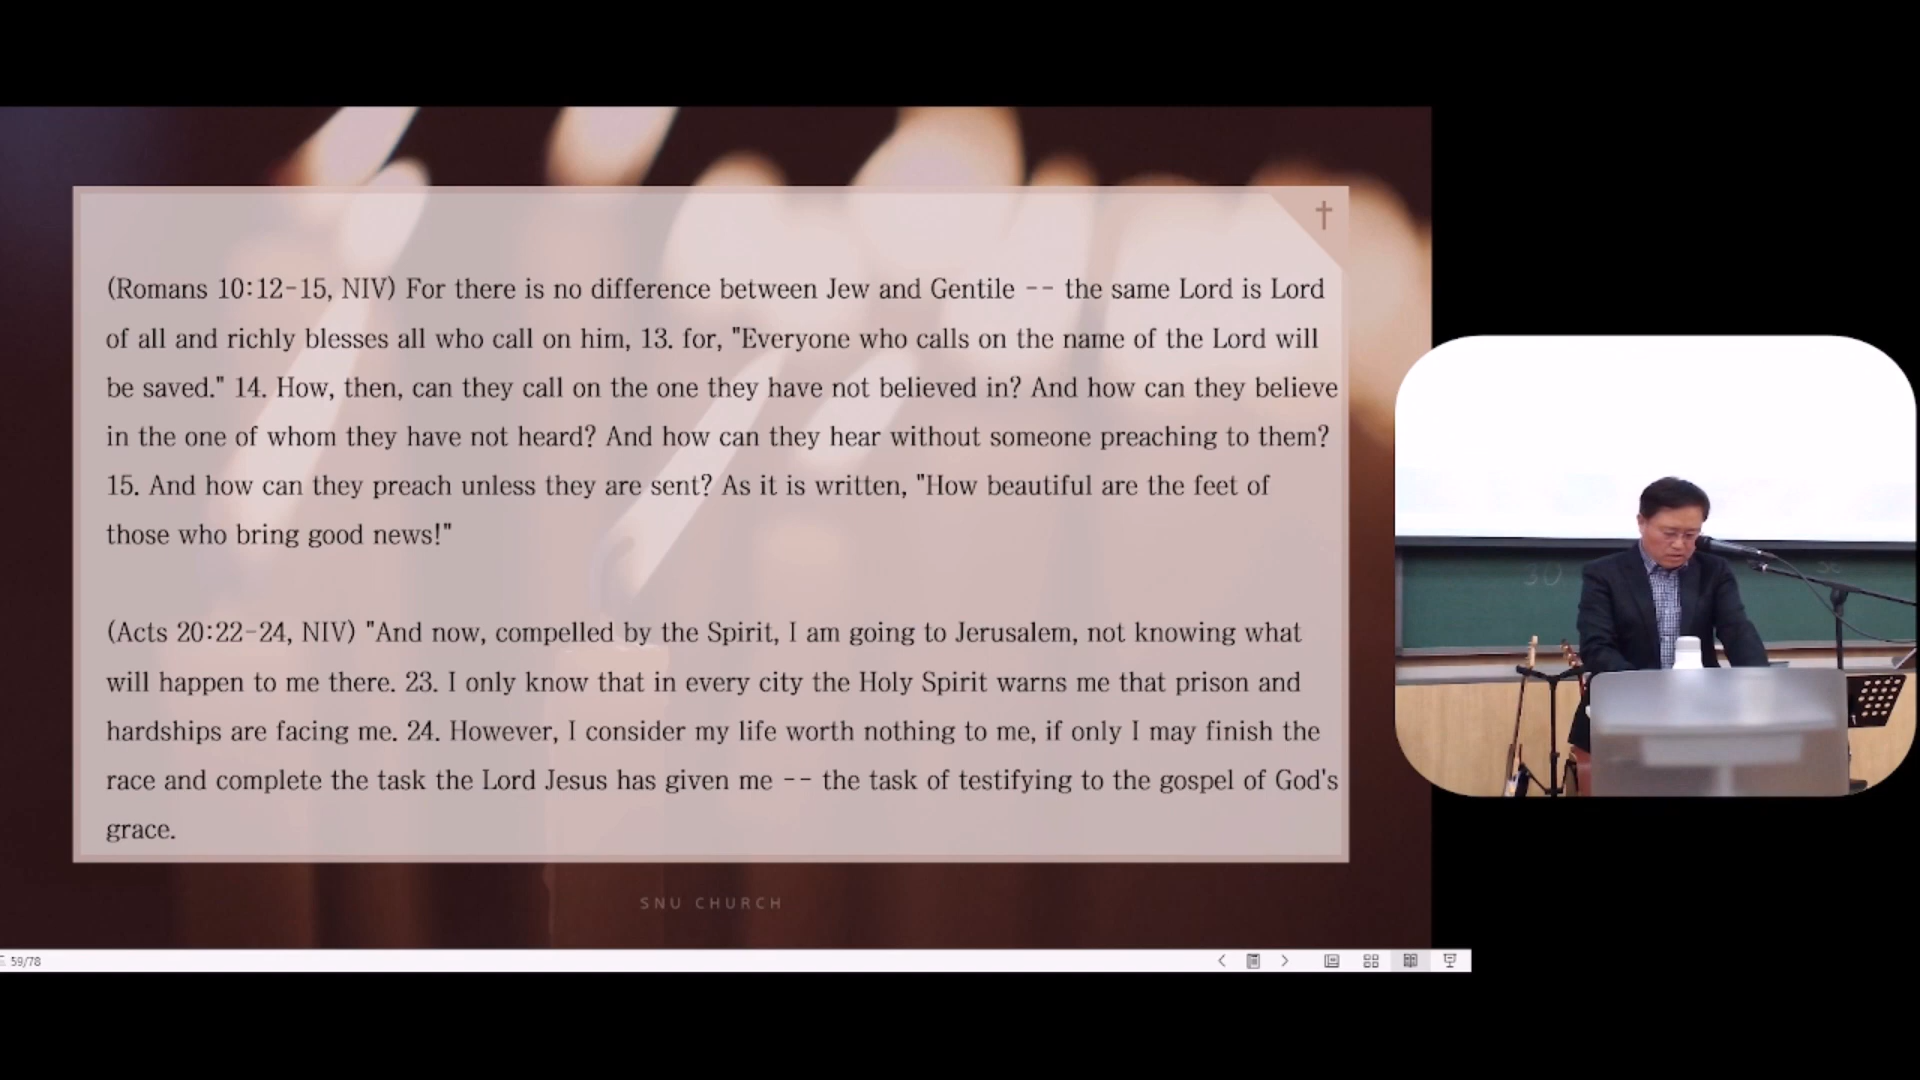 (Romans 10:12-15, NIV) For there is no difference between Jew and Gentile -- the same Lord is Lord
of all and richly blesses all who call on him, 13. for, "Everyone who calls on the name of the Lord will
be saved." 14. How, then, can they call on the one they have not believed in? And how can they believe
in the one of whom they have not heard? And how can they hear without someone preaching to them?
15. And how can they preach unless they are sent? As it is written, "How beautiful are the feet of
those who bring good news!"
(Acts 20:22-24, NIV) "And now, compelled by the Spirit, I am going to Jerusalem, not knowing what
will happen to me there. 23. I only know that in every city the Holy Spirit warns me that prison and
hardships are facing me. 24. However, I consider my life worth nothing to me, if only I may finish the
race and complete the task the Lord Jesus has given me -- the task of testifying to the gospel of God's
grace.
SNU CHURCH
59/78
30